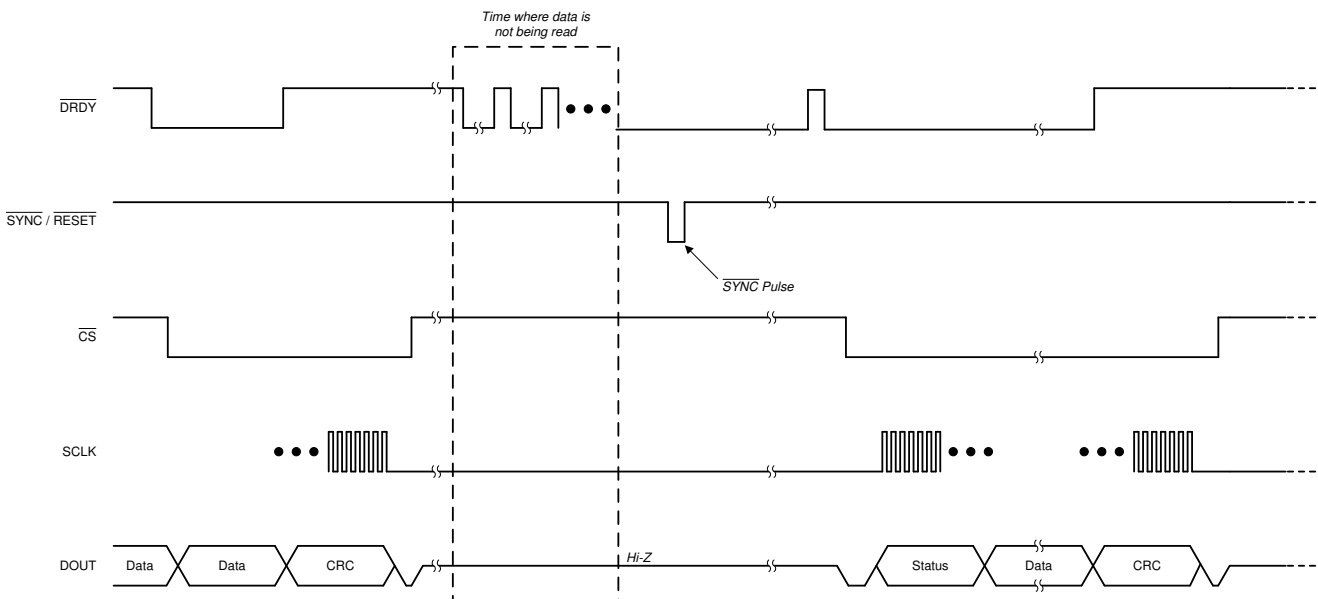 Time where data is
not being read
DRDY
SYNC / RESET
SYNC Pulse
CS
SCLK
DOUT
Data
Data
CRC
Hi-Z
Status
Data
CRC